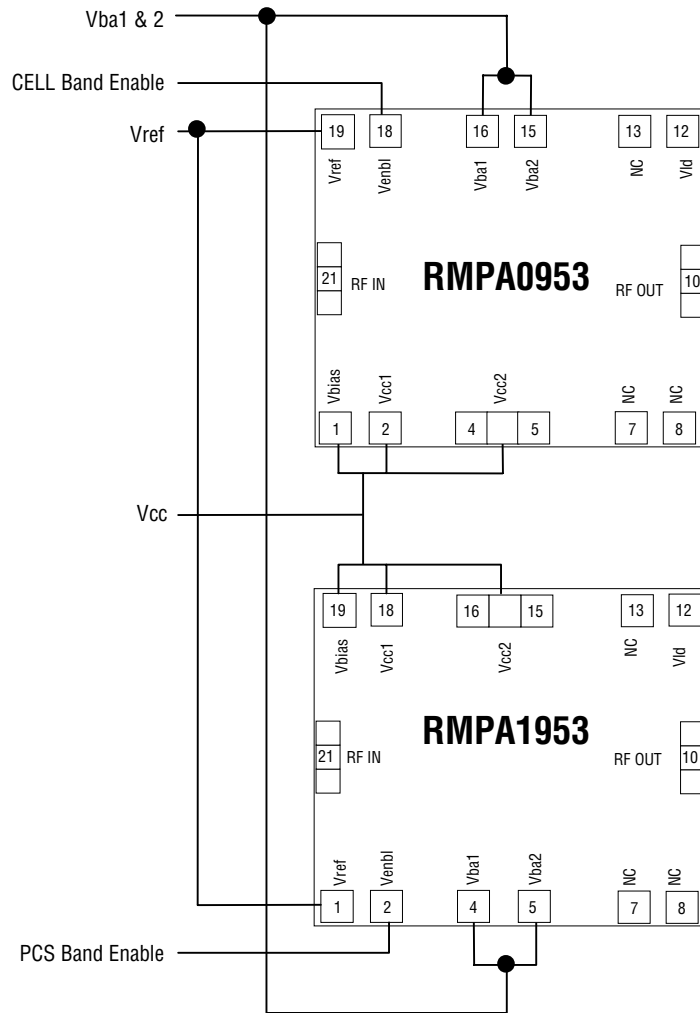 Vba1 & 2
CELL Band Enable
Vref
19 18 16 15 13 12
Vref Venbl Vba1 Vba2 NC Vld
21 RF IN RMPA0953 RF OUT 10
Vbias Vcc1 Vcc2 NC NC
1 2 4 5 7 8
Vcc
19 18 16 15 13 12
Vbias Vcc1 Vcc2 NC Vld
21 RF IN RMPA1953 RF OUT 10
Vref Venbl Vba1 Vba2 NC NC
1 2 4 5 7 8
PCS Band Enable